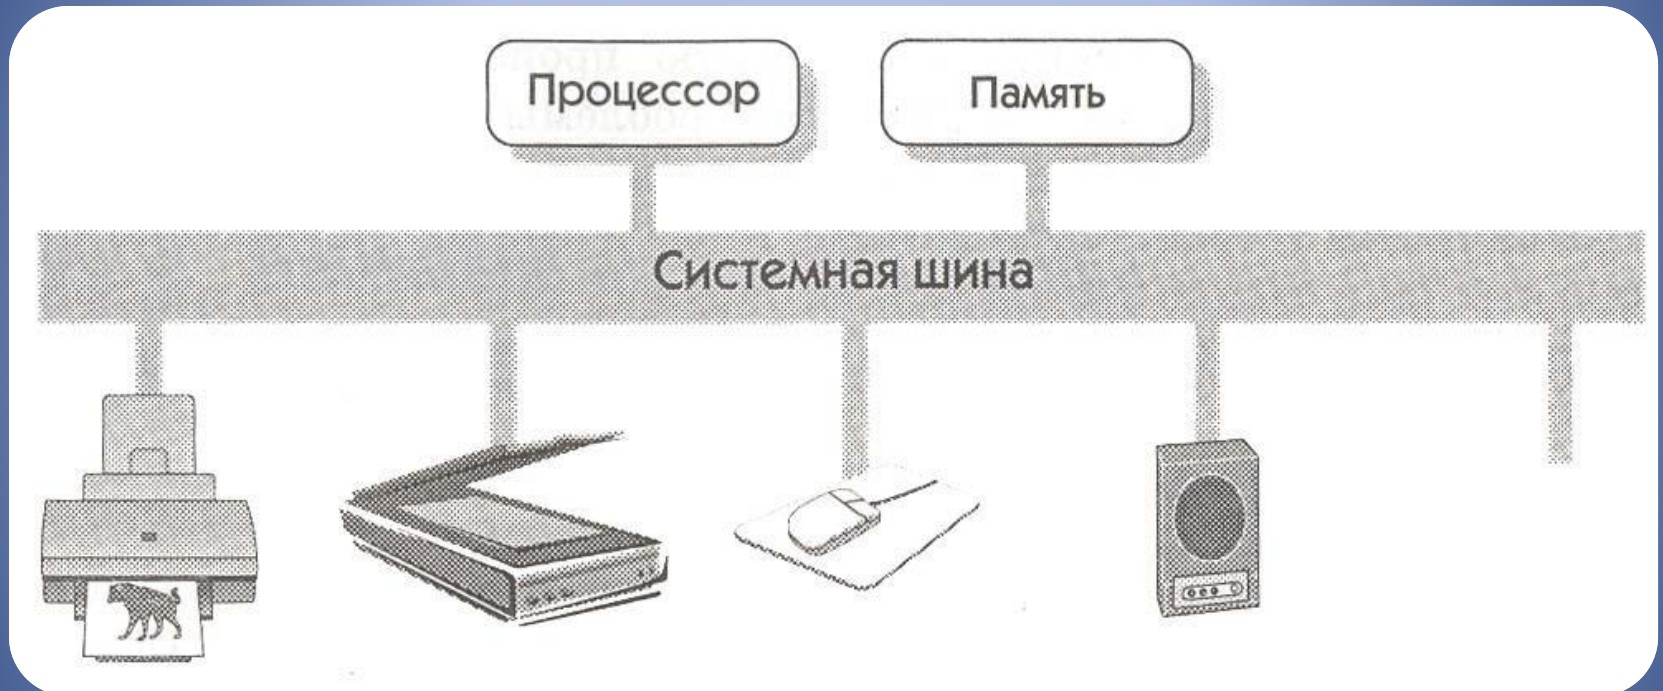 Процессор
Память
Системная шина